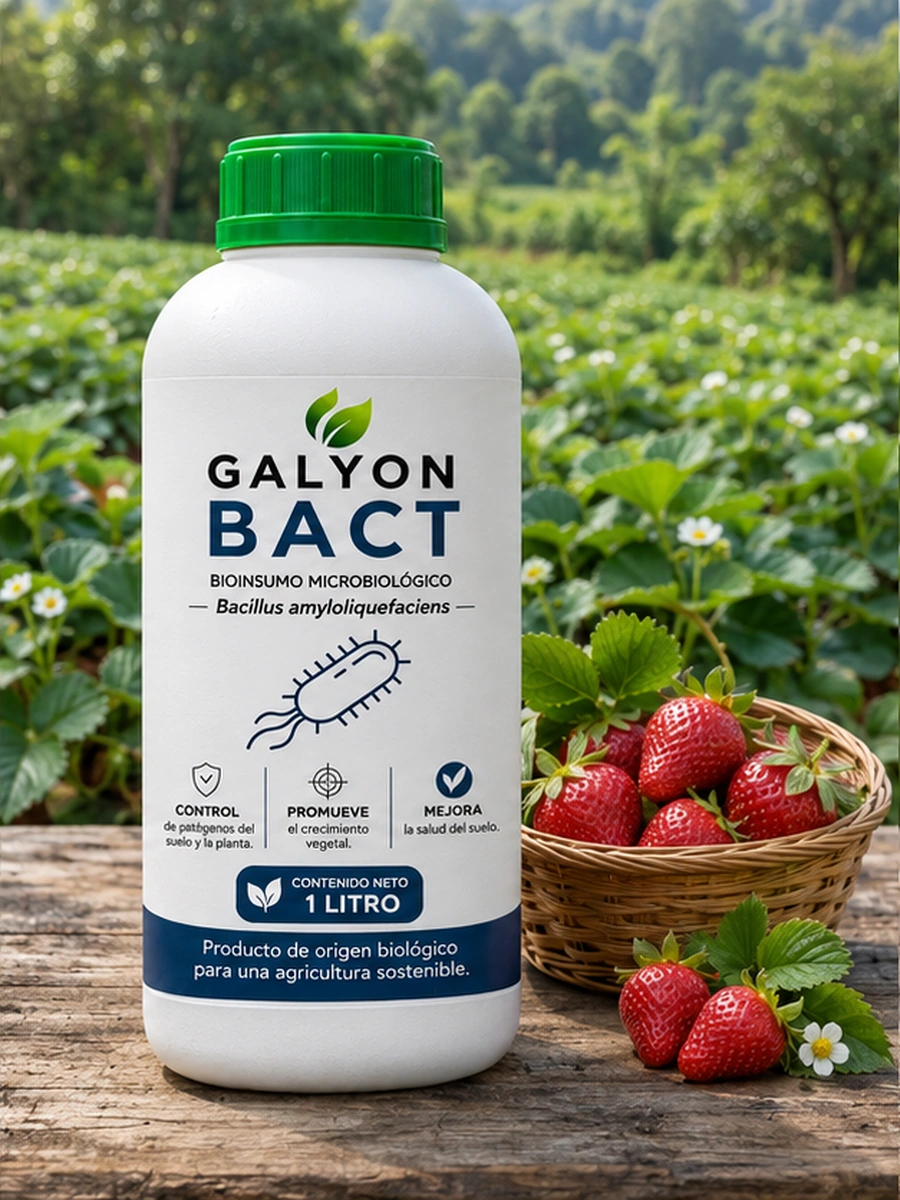 GALYON
BACT
BIOINSUMO MICROBIOLÓGICO
Bacillus amyloliquefaciens
CONTROL
de patógenos del
suelo y la planta.
PROMUEVE
el crecimiento
vegetal.
MEJORA
la salud del suelo.
CONTENIDO NETO
1 LITRO
Producto de origen biológico
para una agricultura sostenible.